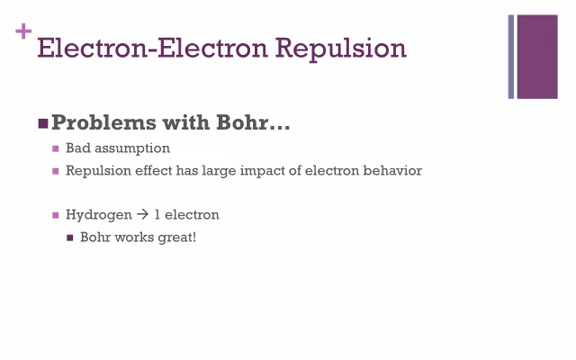 +
Electron-Electron Repulsion
Problems with Bohr...
Bad assumption
Repulsion effect has large impact of electron behavior
Hydrogen → 1 electron
Bohr works great!